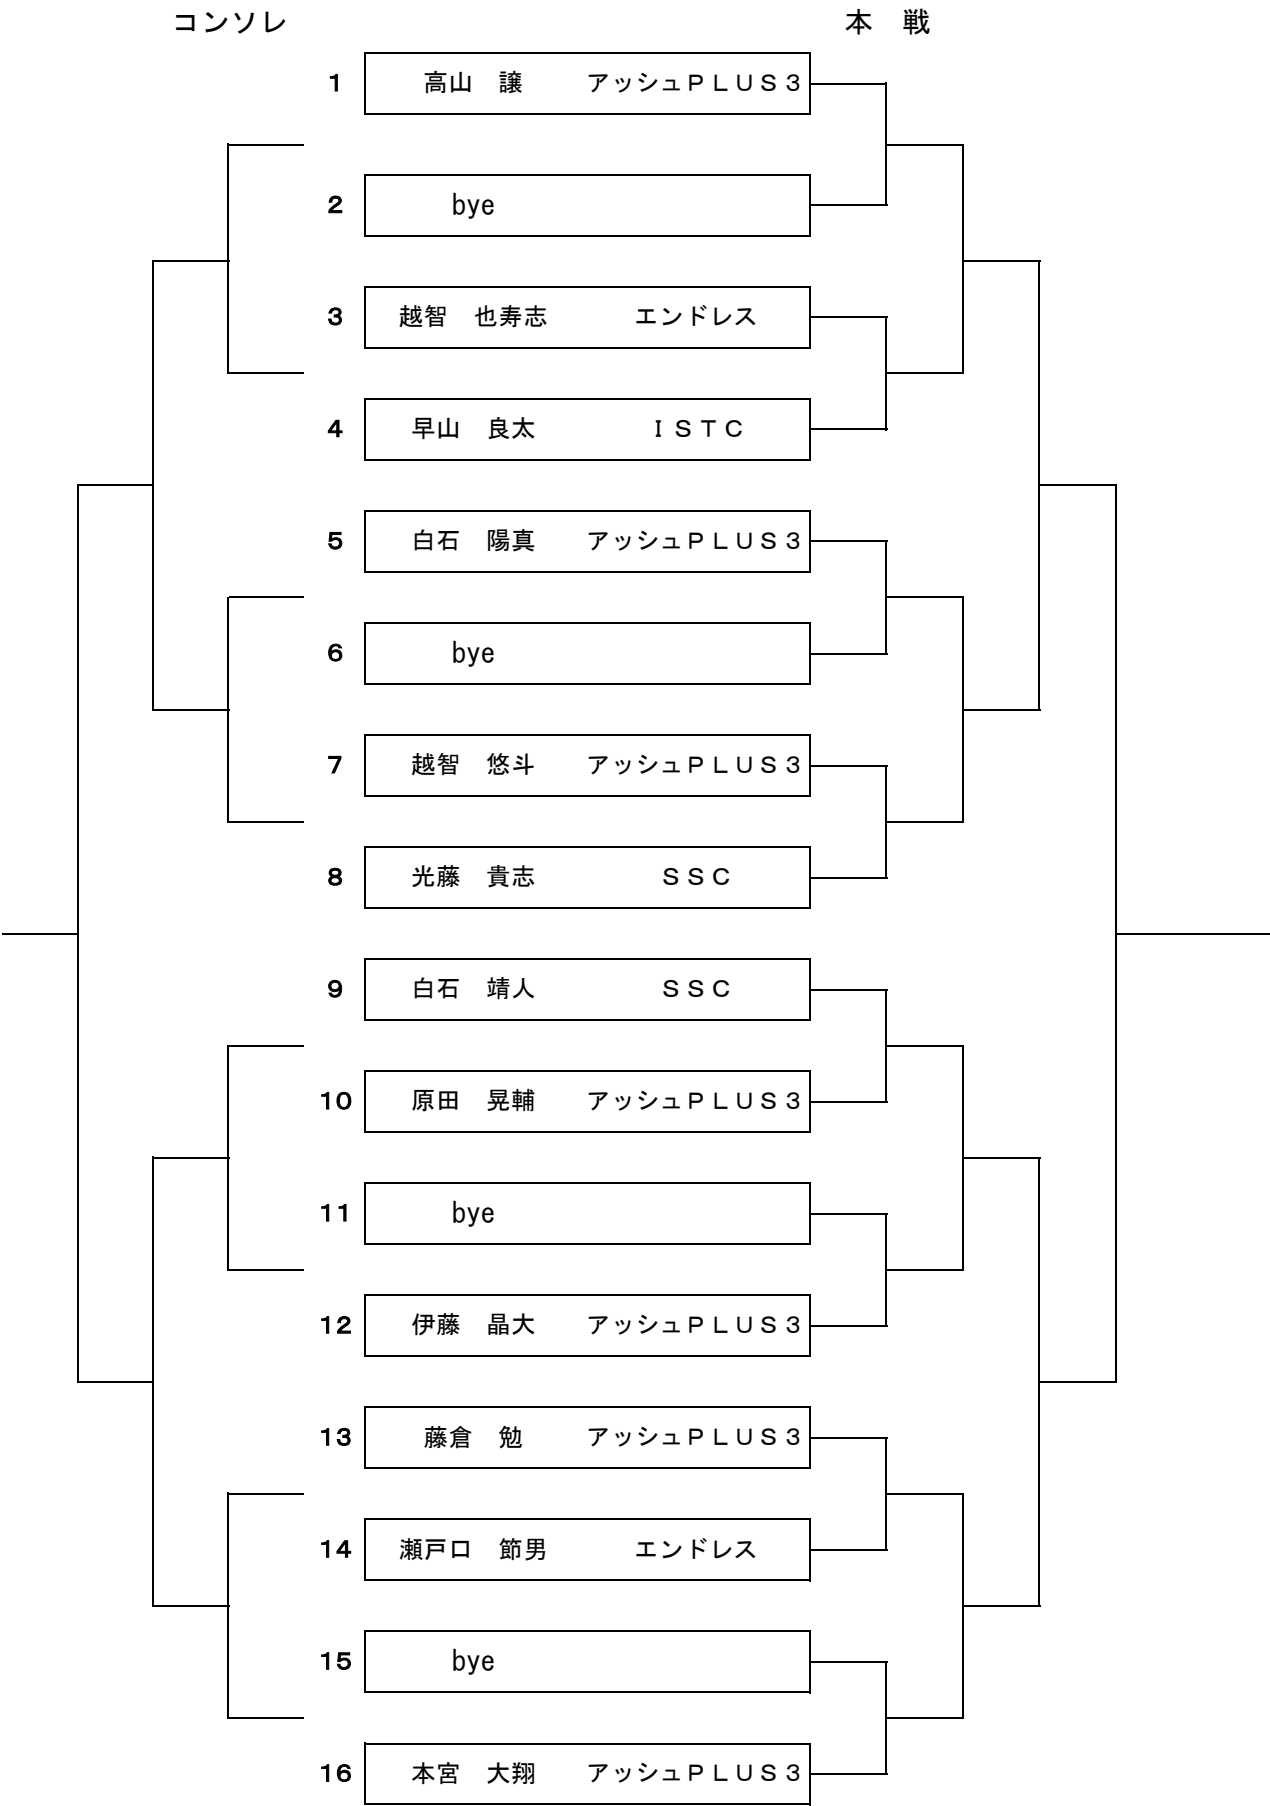 コンソレ 本　戦
1 高山　譲 アッシュＰＬＵＳ３
2 bye
3 越智　也寿志 エンドレス
4 早山　良太 ＩＳＴＣ
5 白石　陽真 アッシュＰＬＵＳ３
6 bye
7 越智　悠斗 アッシュＰＬＵＳ３
8 光藤　貴志 ＳＳＣ
9 白石　靖人 ＳＳＣ
10 原田　晃輔 アッシュＰＬＵＳ３
11 bye
12 伊藤　晶大 アッシュＰＬＵＳ３
13 藤倉　勉 アッシュＰＬＵＳ３
14 瀬戸口　節男 エンドレス
15 bye
16 本宮　大翔 アッシュＰＬＵＳ３